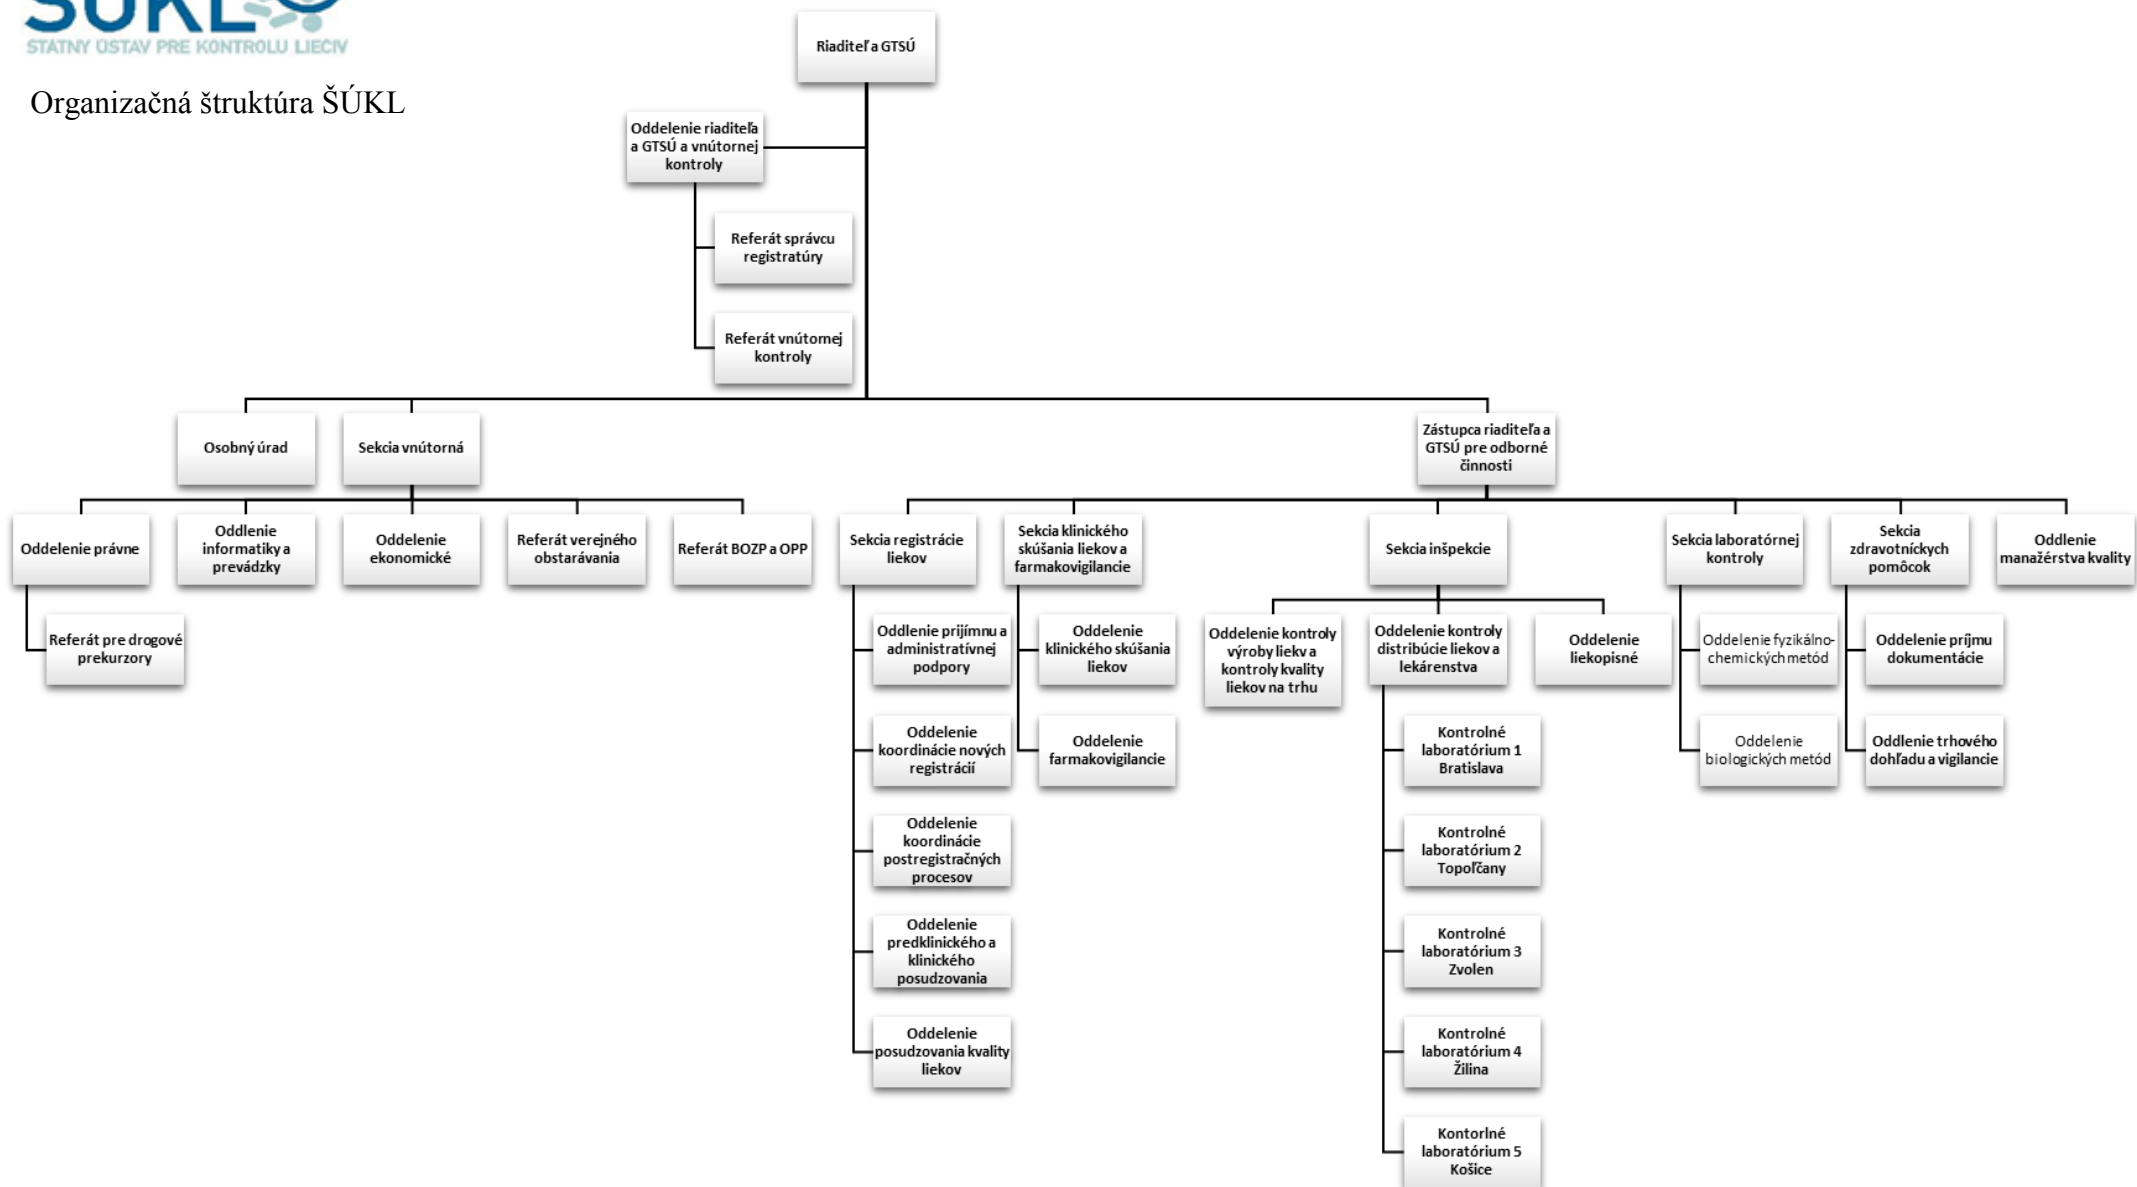 SÚKL
STÁTNY ÚSTAV PRE KONTROLU LIEČIV
Organizačná štruktúra ŠÚKL
Riaditeľ a GTSÚ
Oddelenie riaditeľa
a GTSÚ a vnútornej
kontroly
Referát správcu
registratúry
Referát vnútornej
kontroly
Osobný úrad
Sekcia vnútorná
Zástupca riaditeľa a
GTSÚ pre odborné
činnosti
Oddelenie právne
Oddlenie
informatiky a
prevádzky
Oddelenie
ekonomické
Referát verejného
obstarávania
Referát BOZP a OPP
Sekcia registrácie
liekov
Sekcia klinického
skúšania liekov a
farmakovigilancie
Sekcia inšpekcie
Sekcia laboratórnej
kontroly
Sekcia
zdravotníckych
pomôcok
Oddlenie
manažérstva kvality
Referát pre drogové
prekurzory
Oddlenie prijímnu a
administratívnej
podpory
Oddelenie
klinického skúšania
liekov
Oddelenie kontroly
výroby liekv a
kontroly kvality
liekov na trhu
Oddelenie kontroly
distribúcie liekov a
lekárenstva
Oddelenie
liekopisné
Oddelenie fyzikálno-
chemických metód
Oddelenie príjmu
dokumentácie
Oddelenie
koordinácie nových
registrácií
Oddelenie
farmakovigilancie
Kontrolné
laboratórium 1
Bratislava
Oddelenie
biologických metód
Oddlenie trhového
dohľadu a vigilancie
Oddelenie
koordinácie
postregistračných
procesov
Kontrolné
laboratórium 2
Topoľčany
Oddelenie
predklinického a
klinického
posudzovania
Kontrolné
laboratórium 3
Zvolen
Oddelenie
posudzovania kvality
liekov
Kontrolné
laboratórium 4
Žilina
Kontorlné
laboratórium 5
Košice